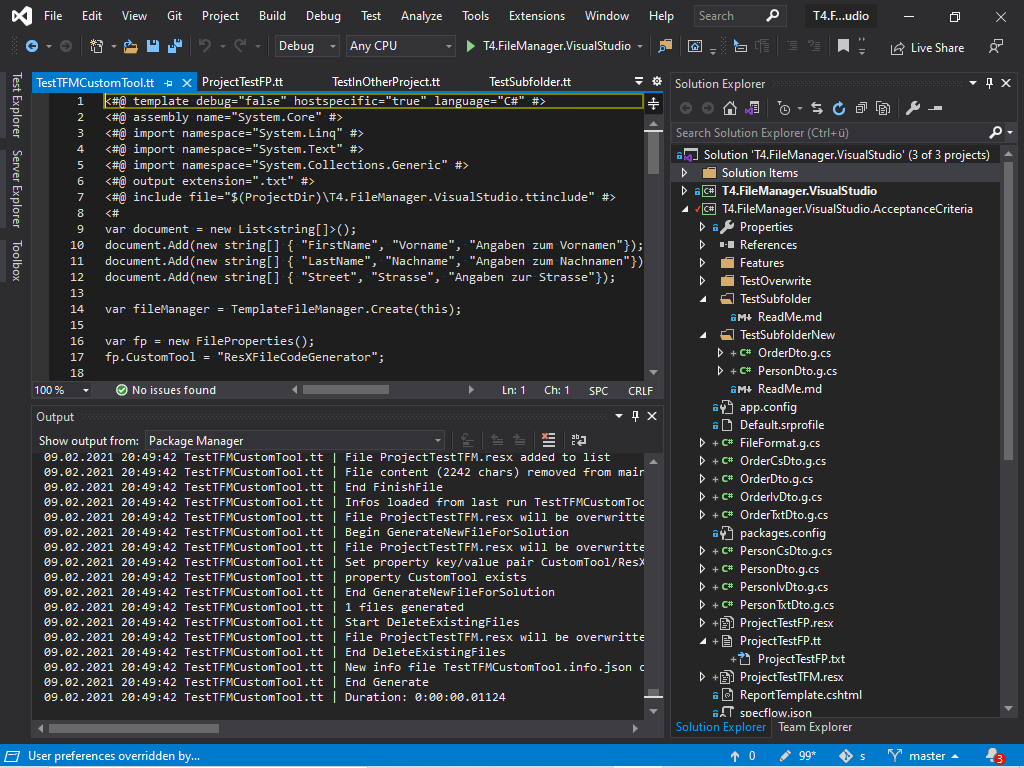 File Edit View Git Project Build Debug Test Analyze Tools Extensions Window Help Search T4.F...udio
Debug Any CPU T4.FileManager.VisualStudio Live Share
Test Explorer
Server Explorer
Toolbox
TestTFMCustomTool.tt ProjectTestFP.tt TestInOtherProject.tt TestSubfolder.tt
1 <#@ template debug="false" hostspecific="true" language="C#" #>
2 <#@ assembly name="System.Core" #>
3 <#@ import namespace="System.Linq" #>
4 <#@ import namespace="System.Text" #>
5 <#@ import namespace="System.Collections.Generic" #>
6 <#@ output extension=".txt" #>
7 <#@ include file="$(ProjectDir)\T4.FileManager.VisualStudio.ttinclude" #>
8 <#
9 var document = new List<string[]>();
10 document.Add(new string[] { "FirstName", "Vorname", "Angaben zum Vornamen"});
11 document.Add(new string[] { "LastName", "Nachname", "Angaben zum Nachnamen"})
12 document.Add(new string[] { "Street", "Strasse", "Angaben zur Strasse"});
13
14 var fileManager = TemplateFileManager.Create(this);
15
16 var fp = new FileProperties();
17 fp.CustomTool = "ResXFileCodeGenerator";
18
100 % No issues found Ln: 1 Ch: 1 SPC CRLF
Output
Show output from: Package Manager
09.02.2021 20:49:42 TestTFMCustomTool.tt | File ProjectTestTFM.resx added to list
09.02.2021 20:49:42 TestTFMCustomTool.tt | File content (2242 chars) removed from main
09.02.2021 20:49:42 TestTFMCustomTool.tt | End FinishFile
09.02.2021 20:49:42 TestTFMCustomTool.tt | Infos loaded from last run TestTFMCustomToo
09.02.2021 20:49:42 TestTFMCustomTool.tt | File ProjectTestTFM.resx will be overwritte
09.02.2021 20:49:42 TestTFMCustomTool.tt | Begin GenerateNewFileForSolution
09.02.2021 20:49:42 TestTFMCustomTool.tt | File ProjectTestTFM.resx will be overwritte
09.02.2021 20:49:42 TestTFMCustomTool.tt | Set property key/value pair CustomTool/ResX
09.02.2021 20:49:42 TestTFMCustomTool.tt | property CustomTool exists
09.02.2021 20:49:42 TestTFMCustomTool.tt | End GenerateNewFileForSolution
09.02.2021 20:49:42 TestTFMCustomTool.tt | 1 files generated
09.02.2021 20:49:42 TestTFMCustomTool.tt | Start DeleteExistingFiles
09.02.2021 20:49:42 TestTFMCustomTool.tt | File ProjectTestTFM.resx will be overwritte
09.02.2021 20:49:42 TestTFMCustomTool.tt | End DeleteExistingFiles
09.02.2021 20:49:42 TestTFMCustomTool.tt | New info file TestTFMCustomTool.info.json c
09.02.2021 20:49:42 TestTFMCustomTool.tt | End Generate
09.02.2021 20:49:42 TestTFMCustomTool.tt | Duration: 0:00:00.01124
Solution Explorer
Search Solution Explorer (Ctrl+ü)
Solution 'T4.FileManager.VisualStudio' (3 of 3 projects)
Solution Items
C# T4.FileManager.VisualStudio
C# T4.FileManager.VisualStudio.AcceptanceCriteria
Properties
References
Features
TestOverwrite
TestSubfolder
M↓ ReadMe.md
TestSubfolderNew
+ C# OrderDto.g.cs
+ C# PersonDto.g.cs
M↓ ReadMe.md
app.config
Default.srprofile
+ C# FileFormat.g.cs
+ C# OrderCsDto.g.cs
+ C# OrderDto.g.cs
+ C# OrderIvDto.g.cs
+ C# OrderTxtDto.g.cs
packages.config
+ C# PersonCsDto.g.cs
+ C# PersonDto.g.cs
+ C# PersonIvDto.g.cs
+ C# PersonTxtDto.g.cs
+ ProjectTestFP.resx
+ ProjectTestFP.tt
+ ProjectTestFP.txt
+ ProjectTestTFM.resx
ReportTemplate.cshtml
specflow.json
Solution Explorer Team Explorer
User preferences overridden by... 0 99* s master 3